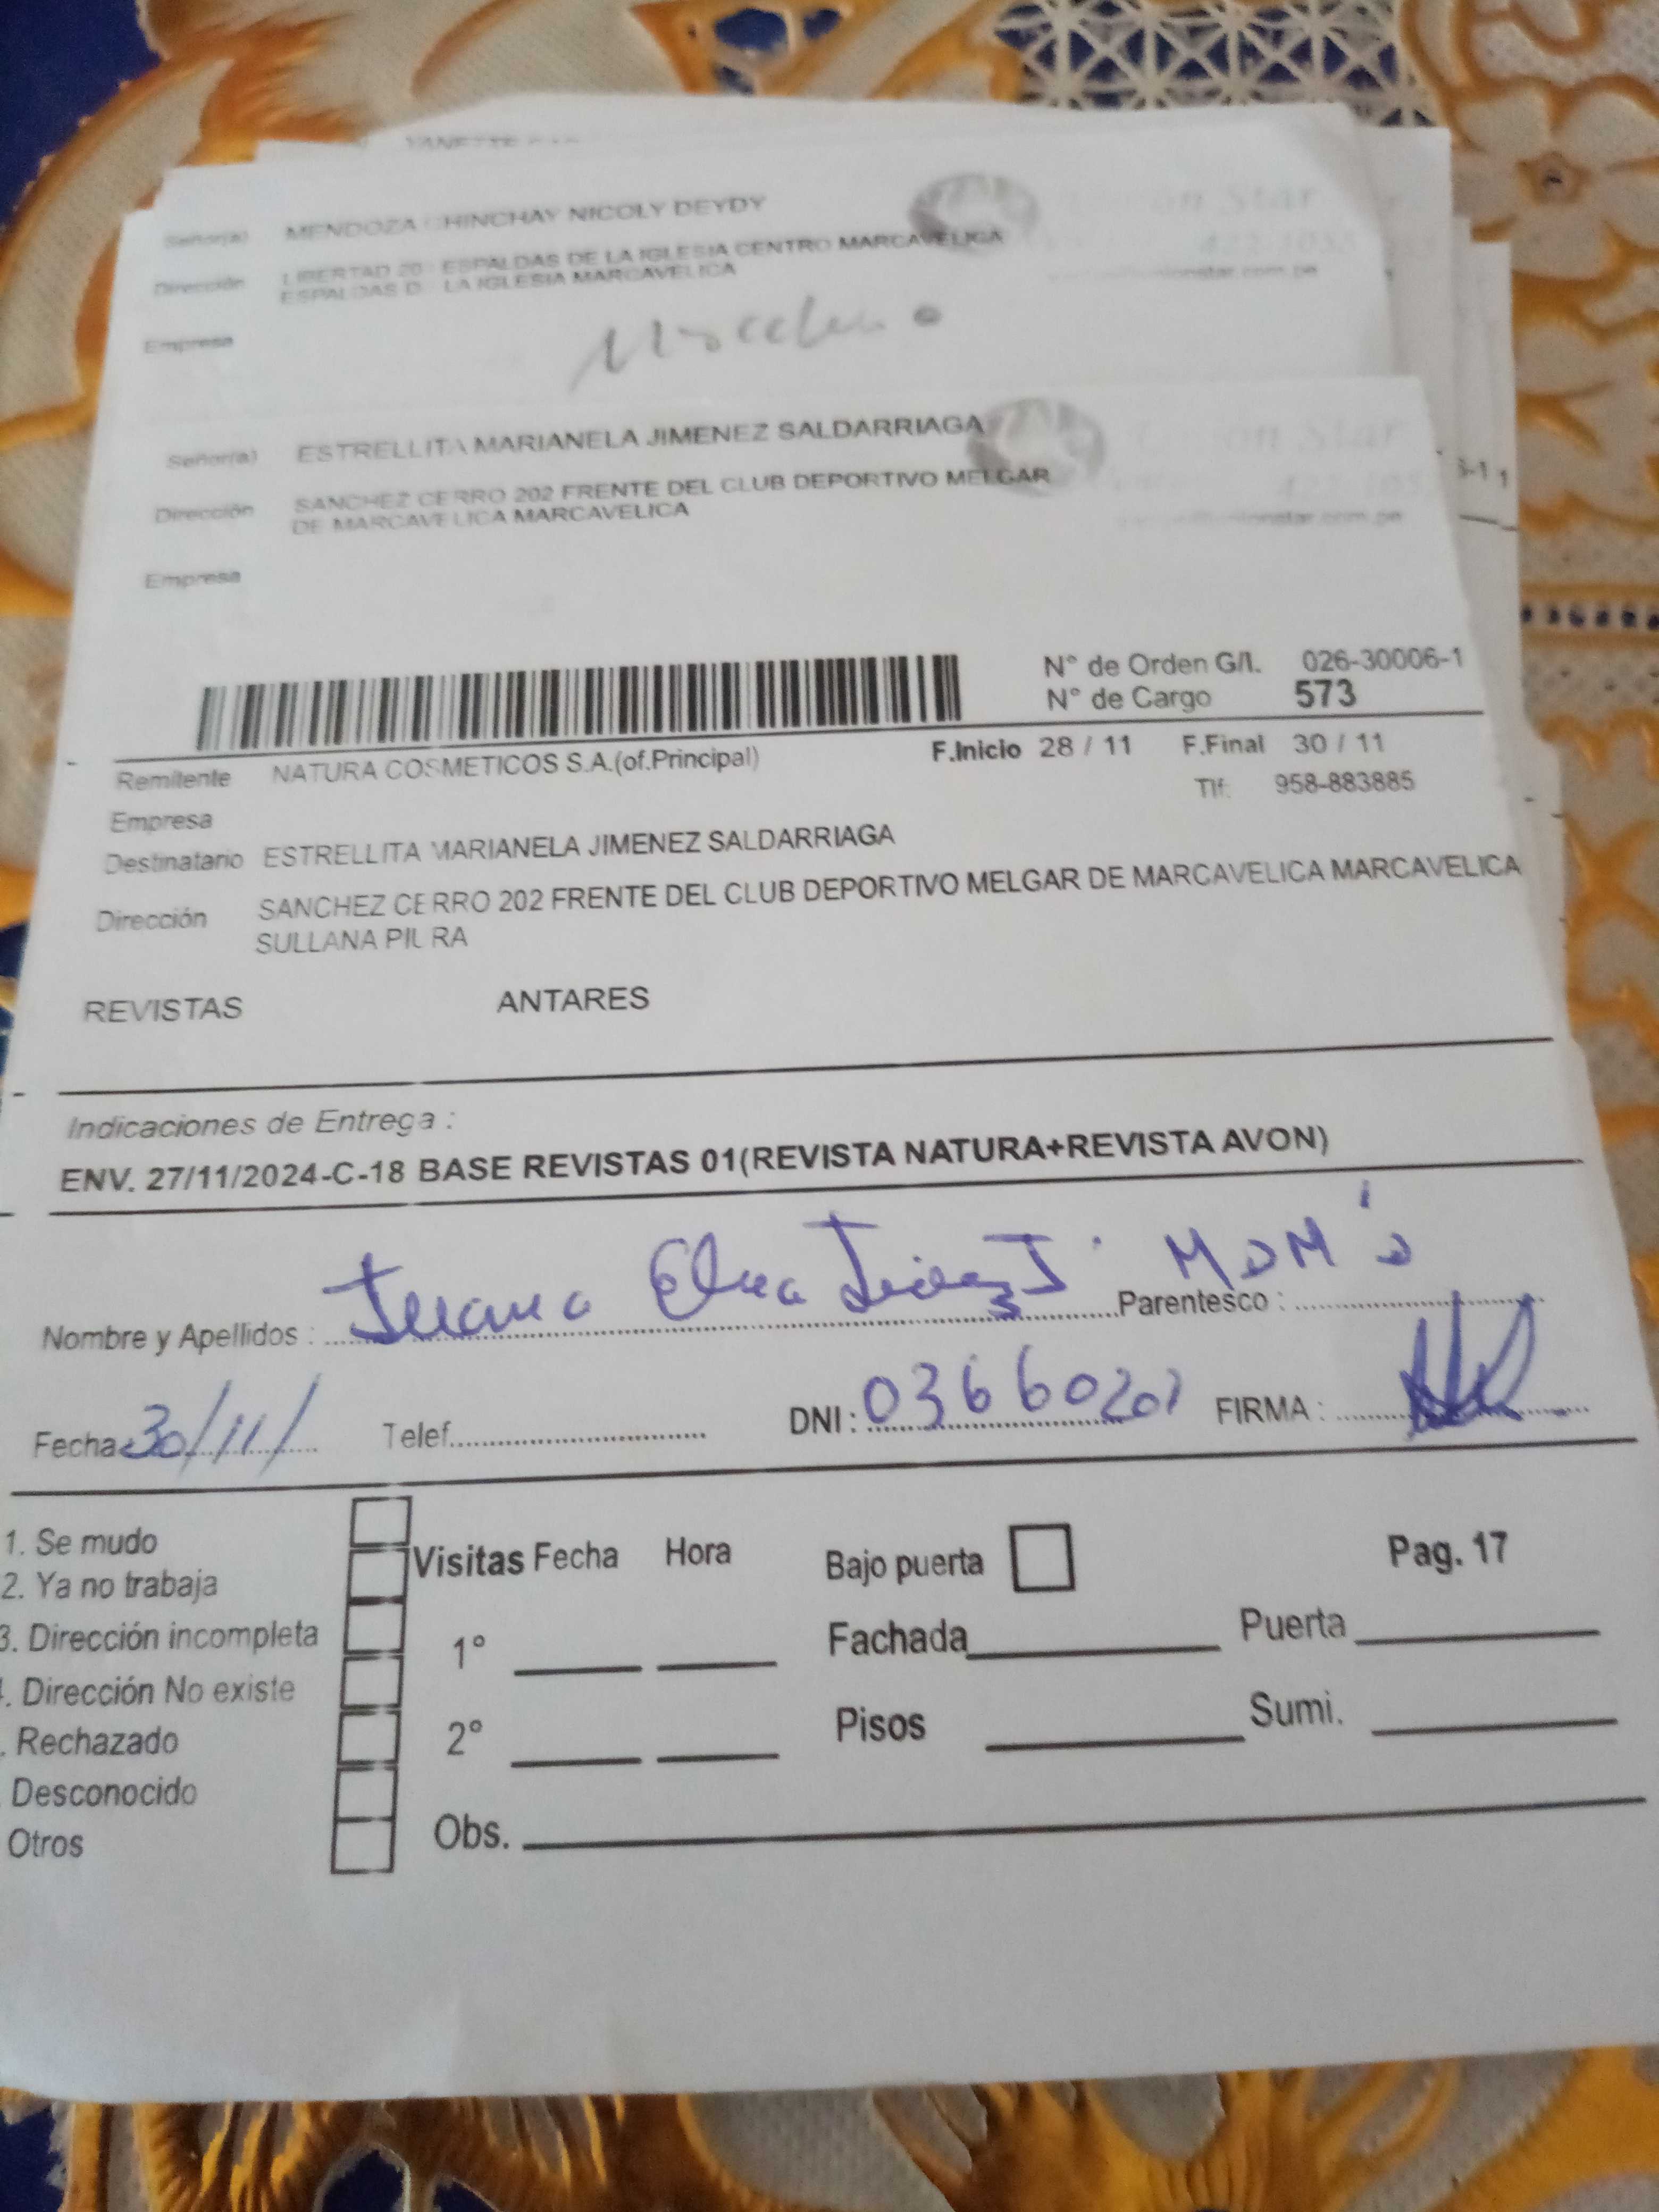 Señor(a) MENDOZA CHINCHAY NICOLY DEYDY
Dirección LIBERTAD 20 ESPALDAS DE LA IGLESIA CENTRO MARCAVELICA
ESPALDAS D LA IGLESIA MARCAVELICA
Empresa
Señor(a) ESTRELLITA MARIANELA JIMENEZ SALDARRIAGA
Dirección SANCHEZ CERRO 202 FRENTE DEL CLUB DEPORTIVO MELGAR
DE MARCAVELICA MARCAVELICA
Empresa
N° de Orden G/I. 026-30006-1
N° de Cargo 573
Remitente NATURA COSMETICOS S.A.(of.Principal) F.Inicio 28 / 11 F.Final 30 / 11
Empresa Tlf: 958-883885
Destinatario ESTRELLITA MARIANELA JIMENEZ SALDARRIAGA
Dirección SANCHEZ CERRO 202 FRENTE DEL CLUB DEPORTIVO MELGAR DE MARCAVELICA MARCAVELICA
SULLANA PIURA
REVISTAS ANTARES
Indicaciones de Entrega :
ENV. 27/11/2024-C-18 BASE REVISTAS 01(REVISTA NATURA+REVISTA AVON)
Nombre y Apellidos : Juana Elva Parentesco : MaMá
Fecha 30/11/ Telef. DNI : 03660201 FIRMA :
1. Se mudo
2. Ya no trabaja Visitas Fecha Hora Bajo puerta Pag. 17
3. Dirección incompleta 1° Fachada Puerta
. Dirección No existe
. Rechazado 2° Pisos Sumi.
Desconocido
Otros Obs.